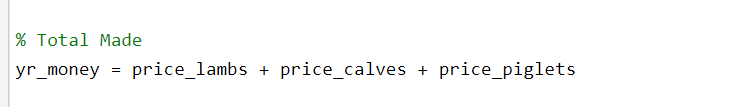 % Total Made
yr_money = price_lambs + price_calves + price_piglets